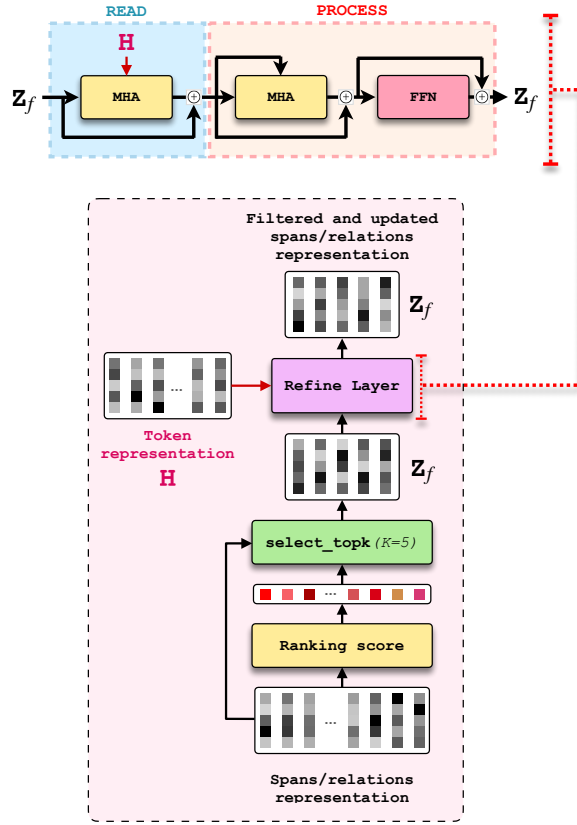 READ
PROCESS
H
Z_f
MHA
+
MHA
+
FFN
+
Z_f
Filtered and updated
spans/relations
representation
Z_f
...
Refine Layer
Token
representation
H
Z_f
select_topk (K=5)
...
Ranking score
...
Spans/relations
representation